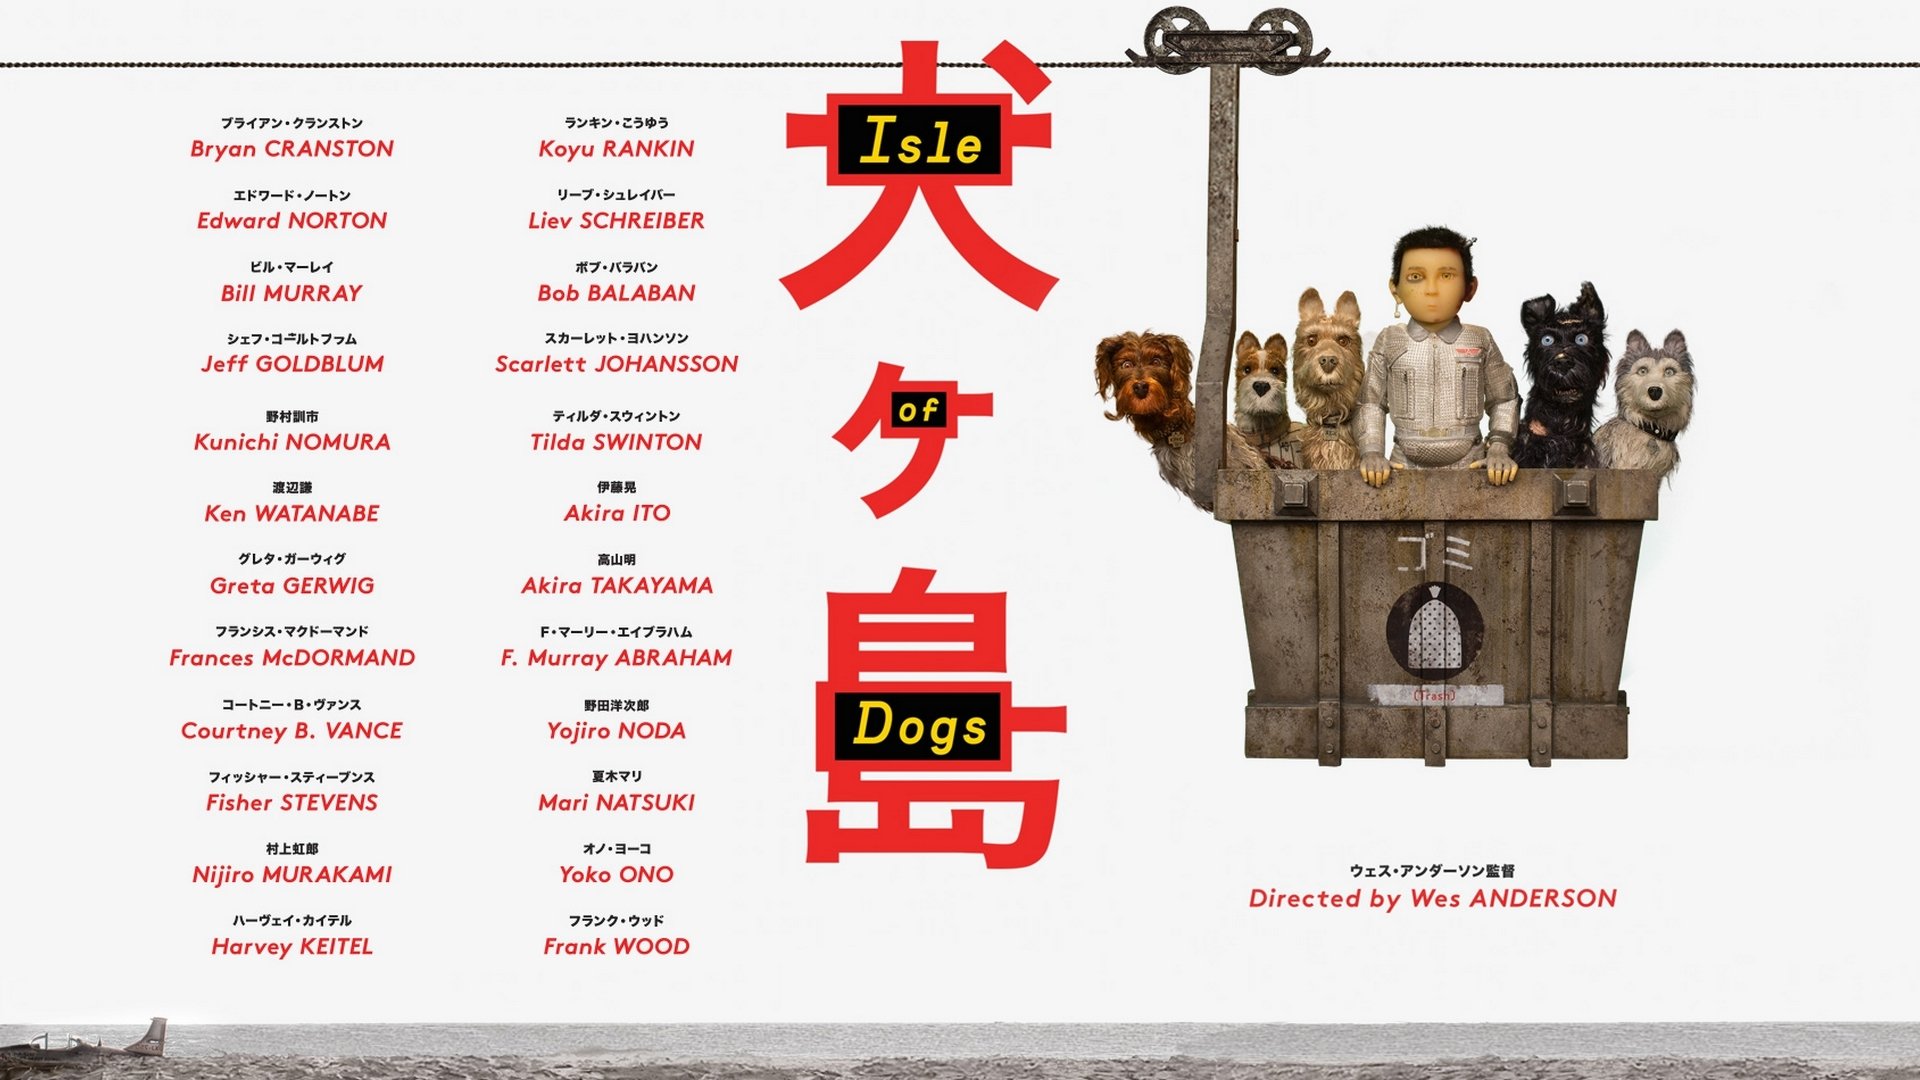 ブライアン・クランストン
Bryan CRANSTON
エドワード・ノートン
Edward NORTON
ビル・マーレイ
Bill MURRAY
シェフ・ゴールトブラム
Jeff GOLDBLUM
野村訓市
Kunichi NOMURA
渡辺謙
Ken WATANABE
グレタ・ガーウィグ
Greta GERWIG
フランシス・マクドーマンド
Frances McDORMAND
コートニー・B・ヴァンス
Courtney B. VANCE
フィッシャー・スティーブンス
Fisher STEVENS
村上虹郎
Nijiro MURAKAMI
ハーヴェイ・カイテル
Harvey KEITEL
ランキン・こうゆう
Koyu RANKIN
リーブ・シュレイバー
Liev SCHREIBER
ボブ・バラバン
Bob BALABAN
スカーレット・ヨハンソン
Scarlett JOHANSSON
ティルダ・スウィントン
Tilda SWINTON
伊藤晃
Akira ITO
高山明
Akira TAKAYAMA
F・マーリー・エイブラハム
F. Murray ABRAHAM
野田洋次郎
Yojiro NODA
夏木マリ
Mari NATSUKI
オノ・ヨーコ
Yoko ONO
フランク・ウッド
Frank WOOD
犬ヶ島
Isle
of
Dogs
ゴミ
(Trash)
ウェス・アンダーソン監督
Directed by Wes ANDERSON